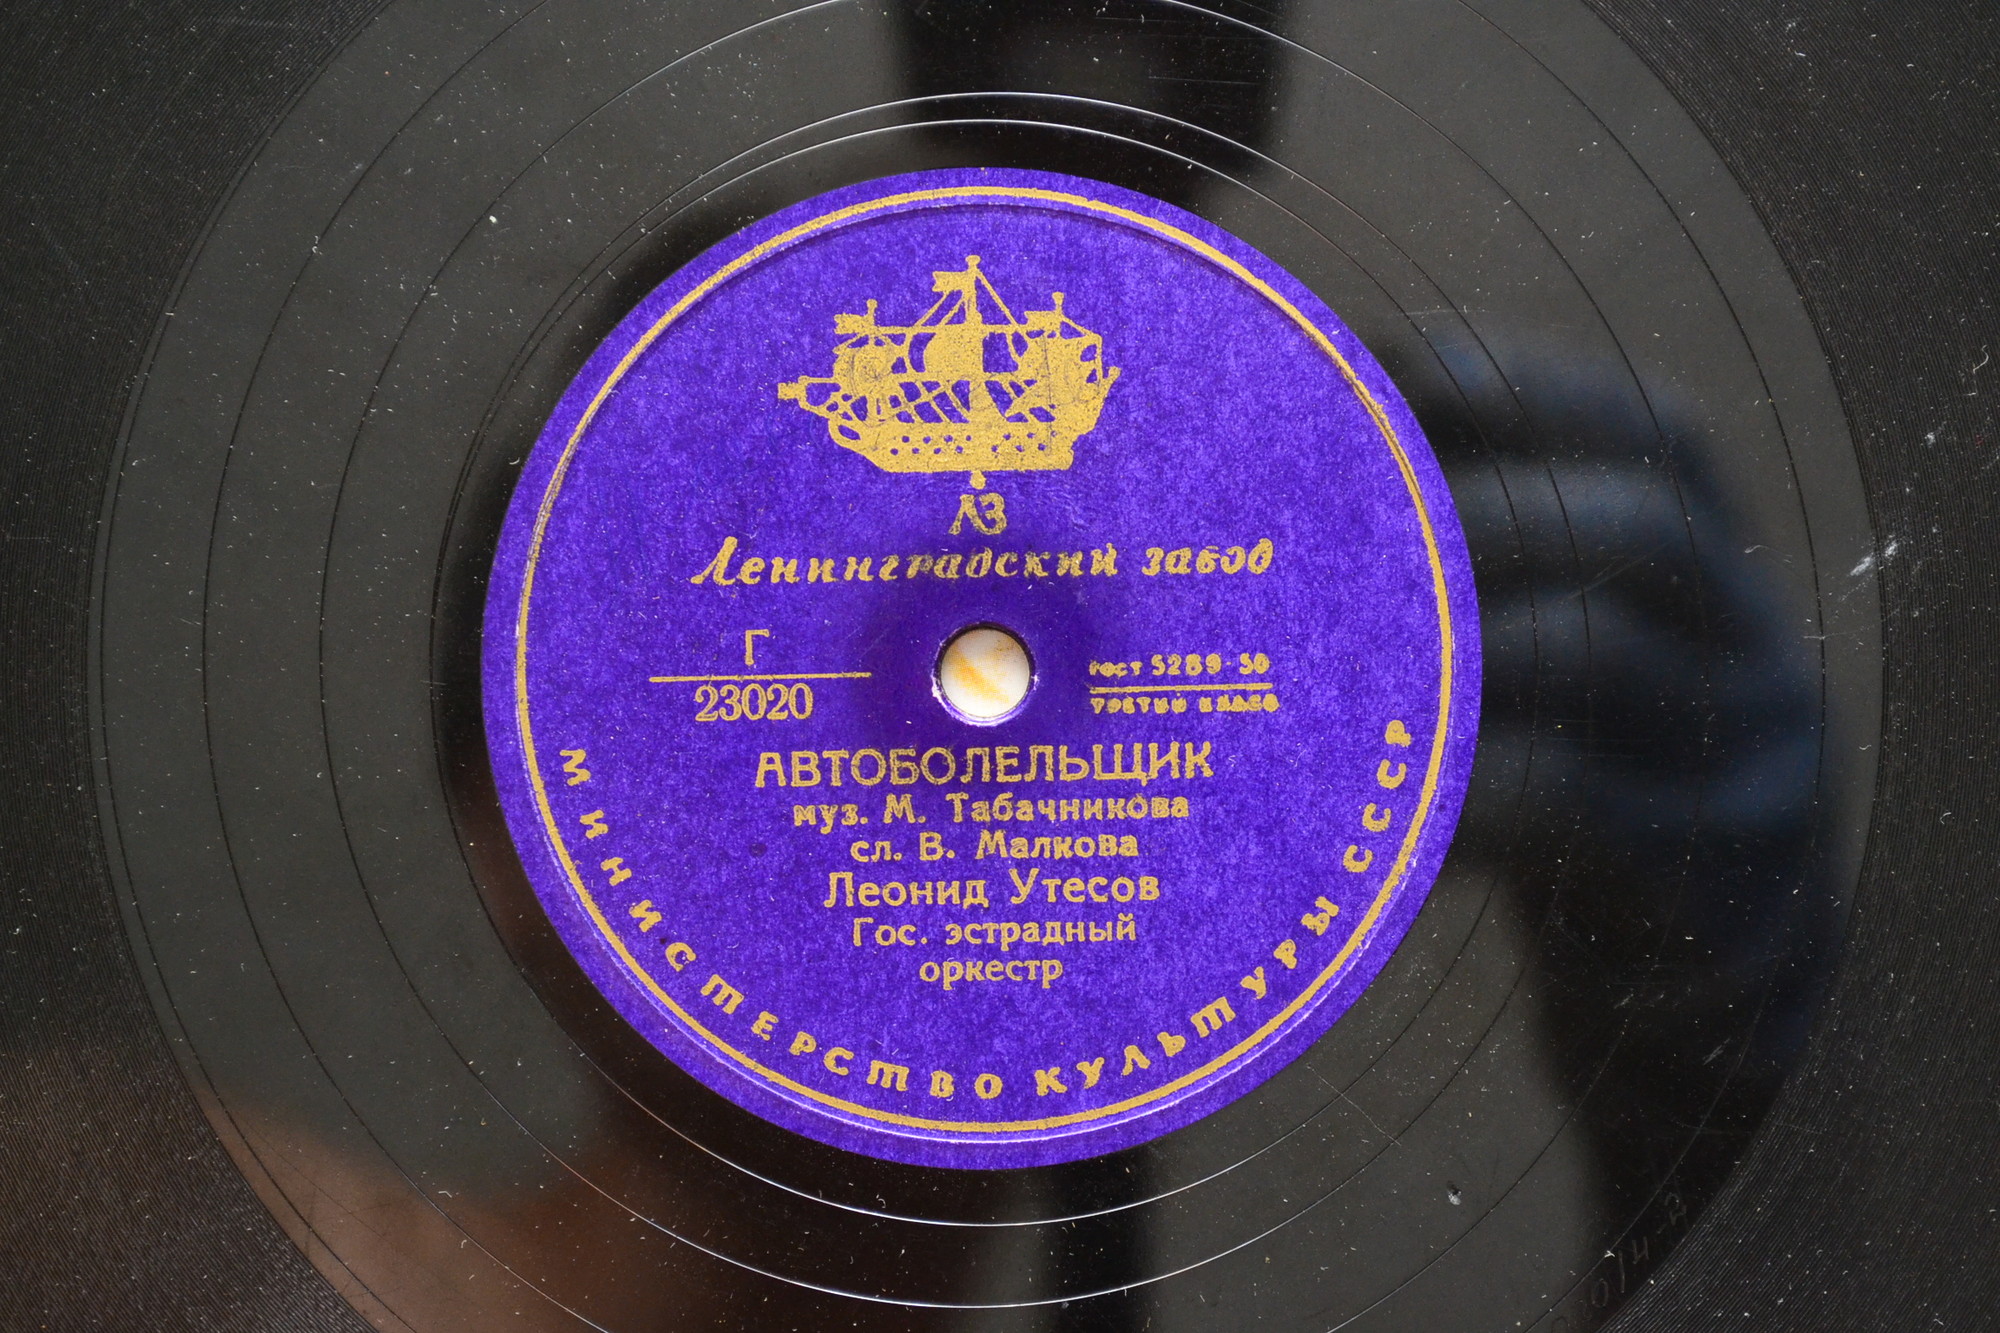 ЛЗ
Ленинградский завод
Г
23020
гост 5289-50
третий класс
АВТОБОЛЕЛЬЩИК
муз. М. Табачникова
сл. В. Малкова
Леонид Утесов
Гос. эстрадный
оркестр
МИНИСТЕРСТВО КУЛЬТУРЫ СССР